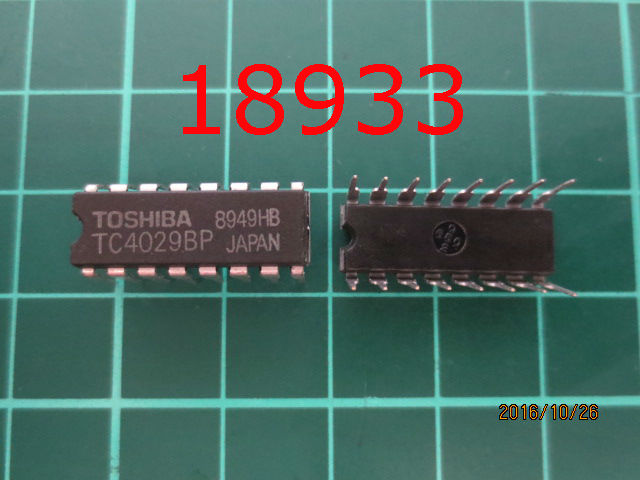 18933
TOSHIBA 8949HB
TC4029BP JAPAN
2016/10/26